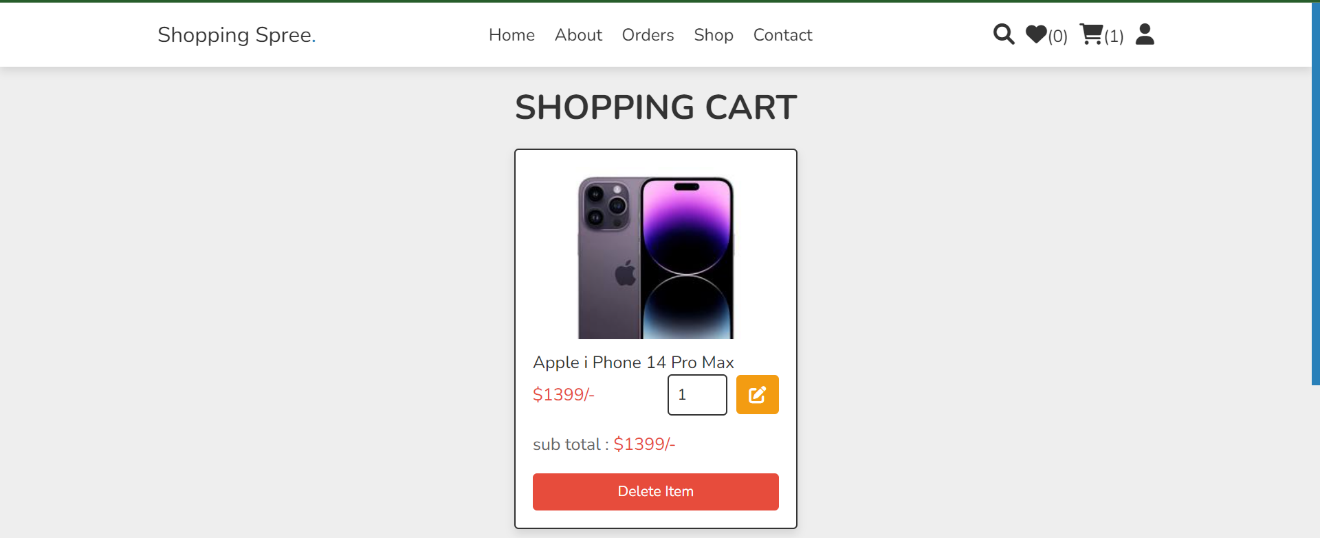 Shopping Spree.
Home About Orders Shop Contact
(0) (1)
SHOPPING CART
Apple i Phone 14 Pro Max
$1399/-
1
sub total : $1399/-
Delete Item